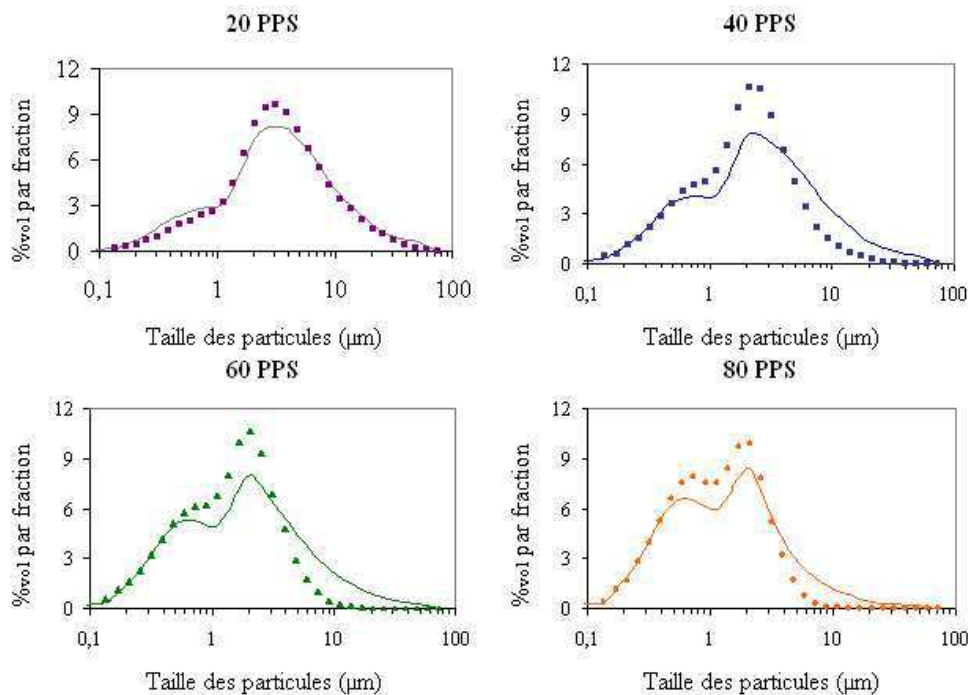 20 PPS
%vol par fraction
12
9
6
3
0
0,1 1 10 100
Taille des particules (µm)
40 PPS
%vol par fraction
12
9
6
3
0
0,1 1 10 100
Taille des particules (µm)
60 PPS
%vol par fraction
12
9
6
3
0
0,1 1 10 100
Taille des particules (µm)
80 PPS
%vol par fraction
12
9
6
3
0
0,1 1 10 100
Taille des particules (µm)